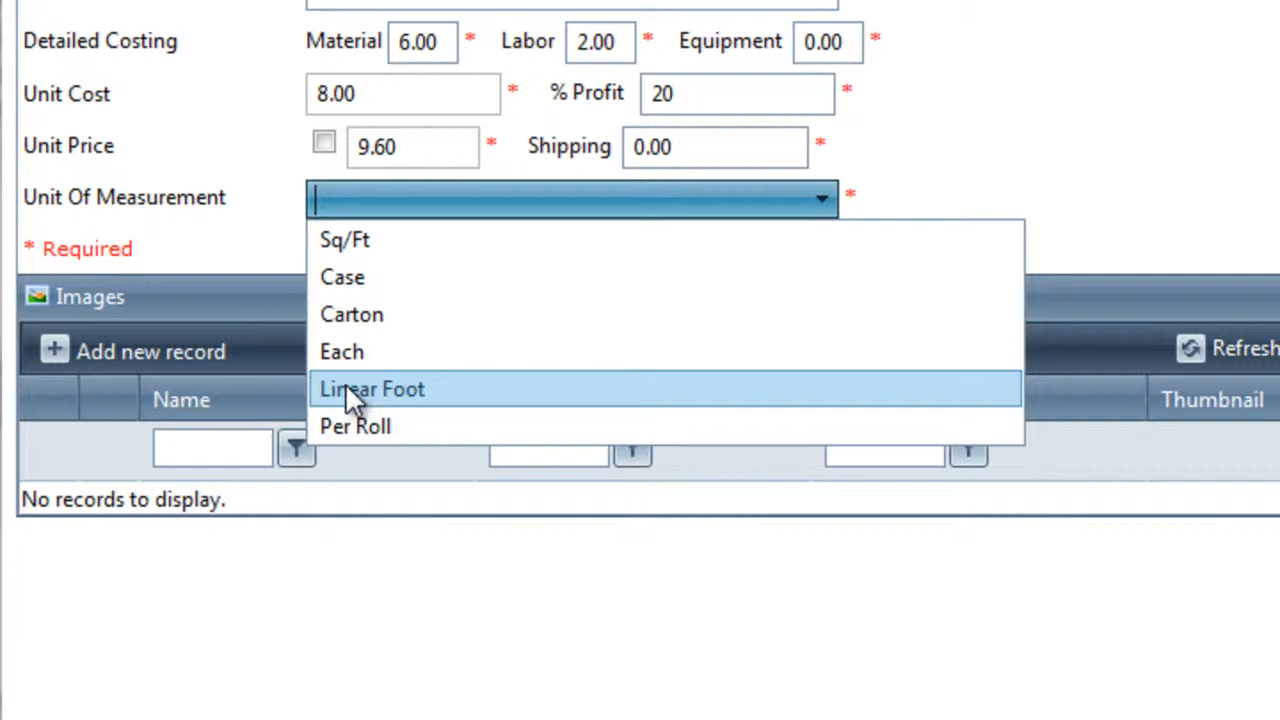 Detailed Costing Material 6.00 * Labor 2.00 * Equipment 0.00 *
Unit Cost 8.00 * % Profit 20 *
Unit Price 9.60 * Shipping 0.00 *
Unit Of Measurement *
Sq/Ft
* Required
Case
Images
Carton
Add new record
Each
Refresh
Linear Foot
Name
Thumbnail
Per Roll
No records to display.